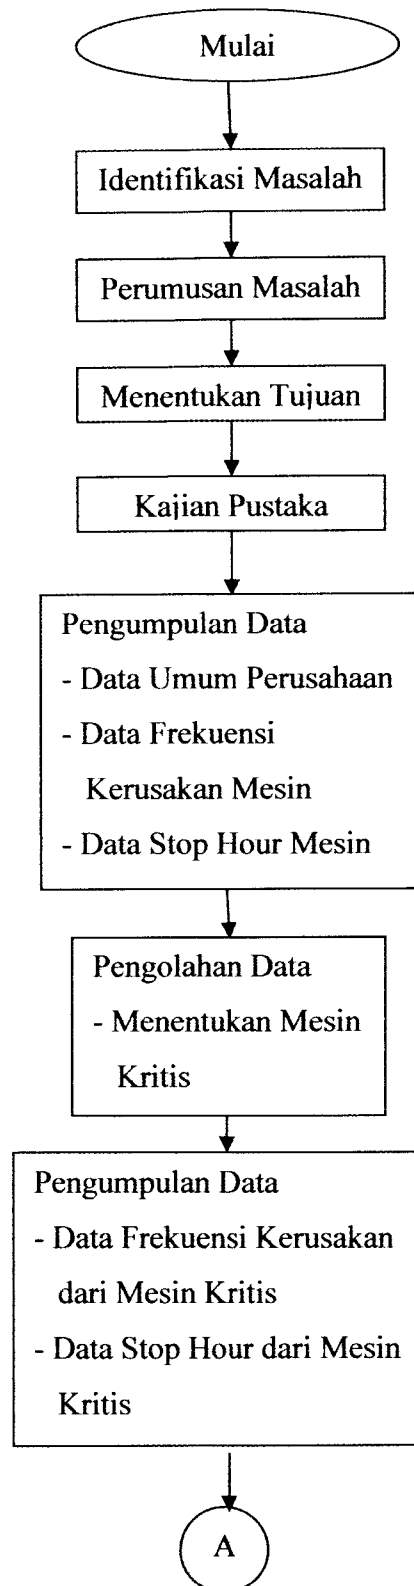 Mulai
Identifikasi Masalah
Perumusan Masalah
Menentukan Tujuan
Kajian Pustaka
Pengumpulan Data
- Data Umum Perusahaan
- Data Frekuensi
Kerusakan Mesin
- Data Stop Hour Mesin
Pengolahan Data
- Menentukan Mesin
Kritis
Pengumpulan Data
- Data Frekuensi Kerusakan
dari Mesin Kritis
- Data Stop Hour dari Mesin
Kritis
A